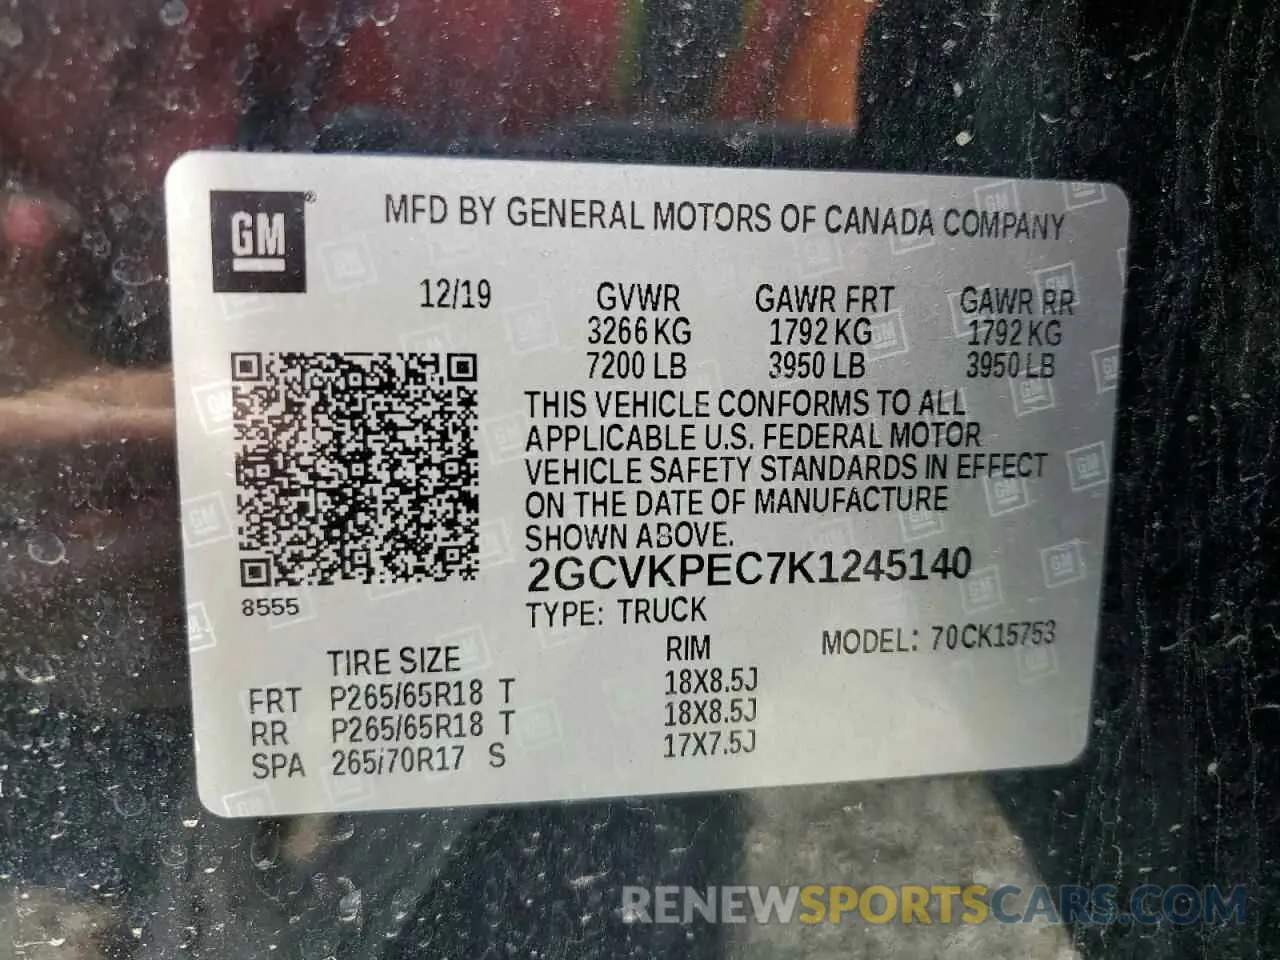 GM ®
MFD BY GENERAL MOTORS OF CANADA COMPANY
12/19 GVWR GAWR FRT GAWR RR
3266 KG 1792 KG 1792 KG
7200 LB 3950 LB 3950 LB
THIS VEHICLE CONFORMS TO ALL
APPLICABLE U.S. FEDERAL MOTOR
VEHICLE SAFETY STANDARDS IN EFFECT
ON THE DATE OF MANUFACTURE
SHOWN ABOVE.
2GCVKPEC7K1245140
8555
TYPE: TRUCK
MODEL: 70CK15753
TIRE SIZE RIM
FRT P265/65R18 T 18X8.5J
RR P265/65R18 T 18X8.5J
SPA 265/70R17 S 17X7.5J
RENEWSPORTSCARS.COM